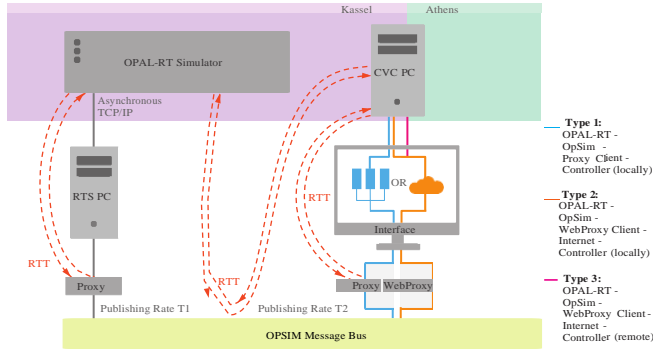 Kassel
Athens
OPAL-RT Simulator
CVC PC
Asynchronous
TCP/IP
RTS PC
RTT
RTT
RTT
OR
Interface
Proxy
Proxy
WebProxy
Publishing Rate T1
Publishing Rate T2
OPSIM Message Bus
Type 1:
OPAL-RT -
OpSim -
Proxy Client -
Controller (locally)
Type 2:
OPAL-RT -
OpSim -
WebProxy Client -
Internet -
Controller (locally)
Type 3:
OPAL-RT -
OpSim -
WebProxy Client-
Internet -
Controller (remote)